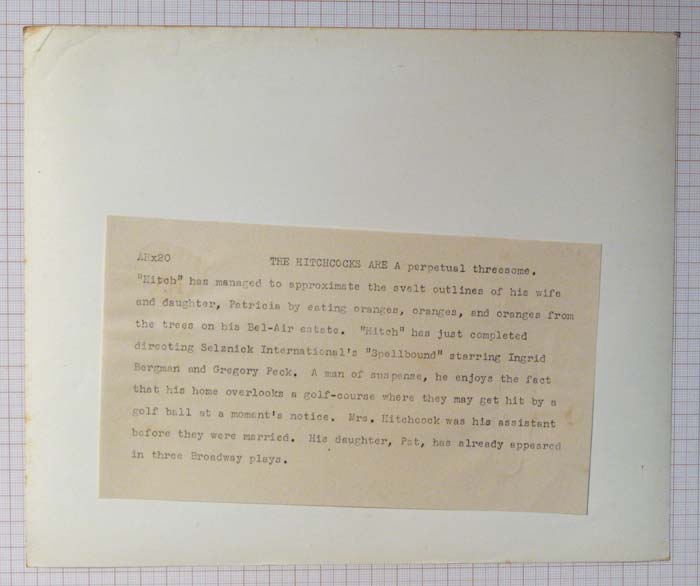 AHx20 THE HITCHCOCKS ARE A perpetual threesome.
"Hitch" has managed to approximate the svelt outlines of his wife
and daughter, Patricia by eating oranges, oranges, and oranges from
the trees on his Bel-Air estate. "Hitch" has just completed
directing Selznick International's "Spellbound" starring Ingrid
Bergman and Gregory Peck. A man of suspense, he enjoys the fact
that his home overlooks a golf-course where they may get hit by a
golf ball at a moment's notice. Mrs. Hitchcock was his assistant
before they were married. His daughter, Pat, has already appeared
in three Broadway plays.